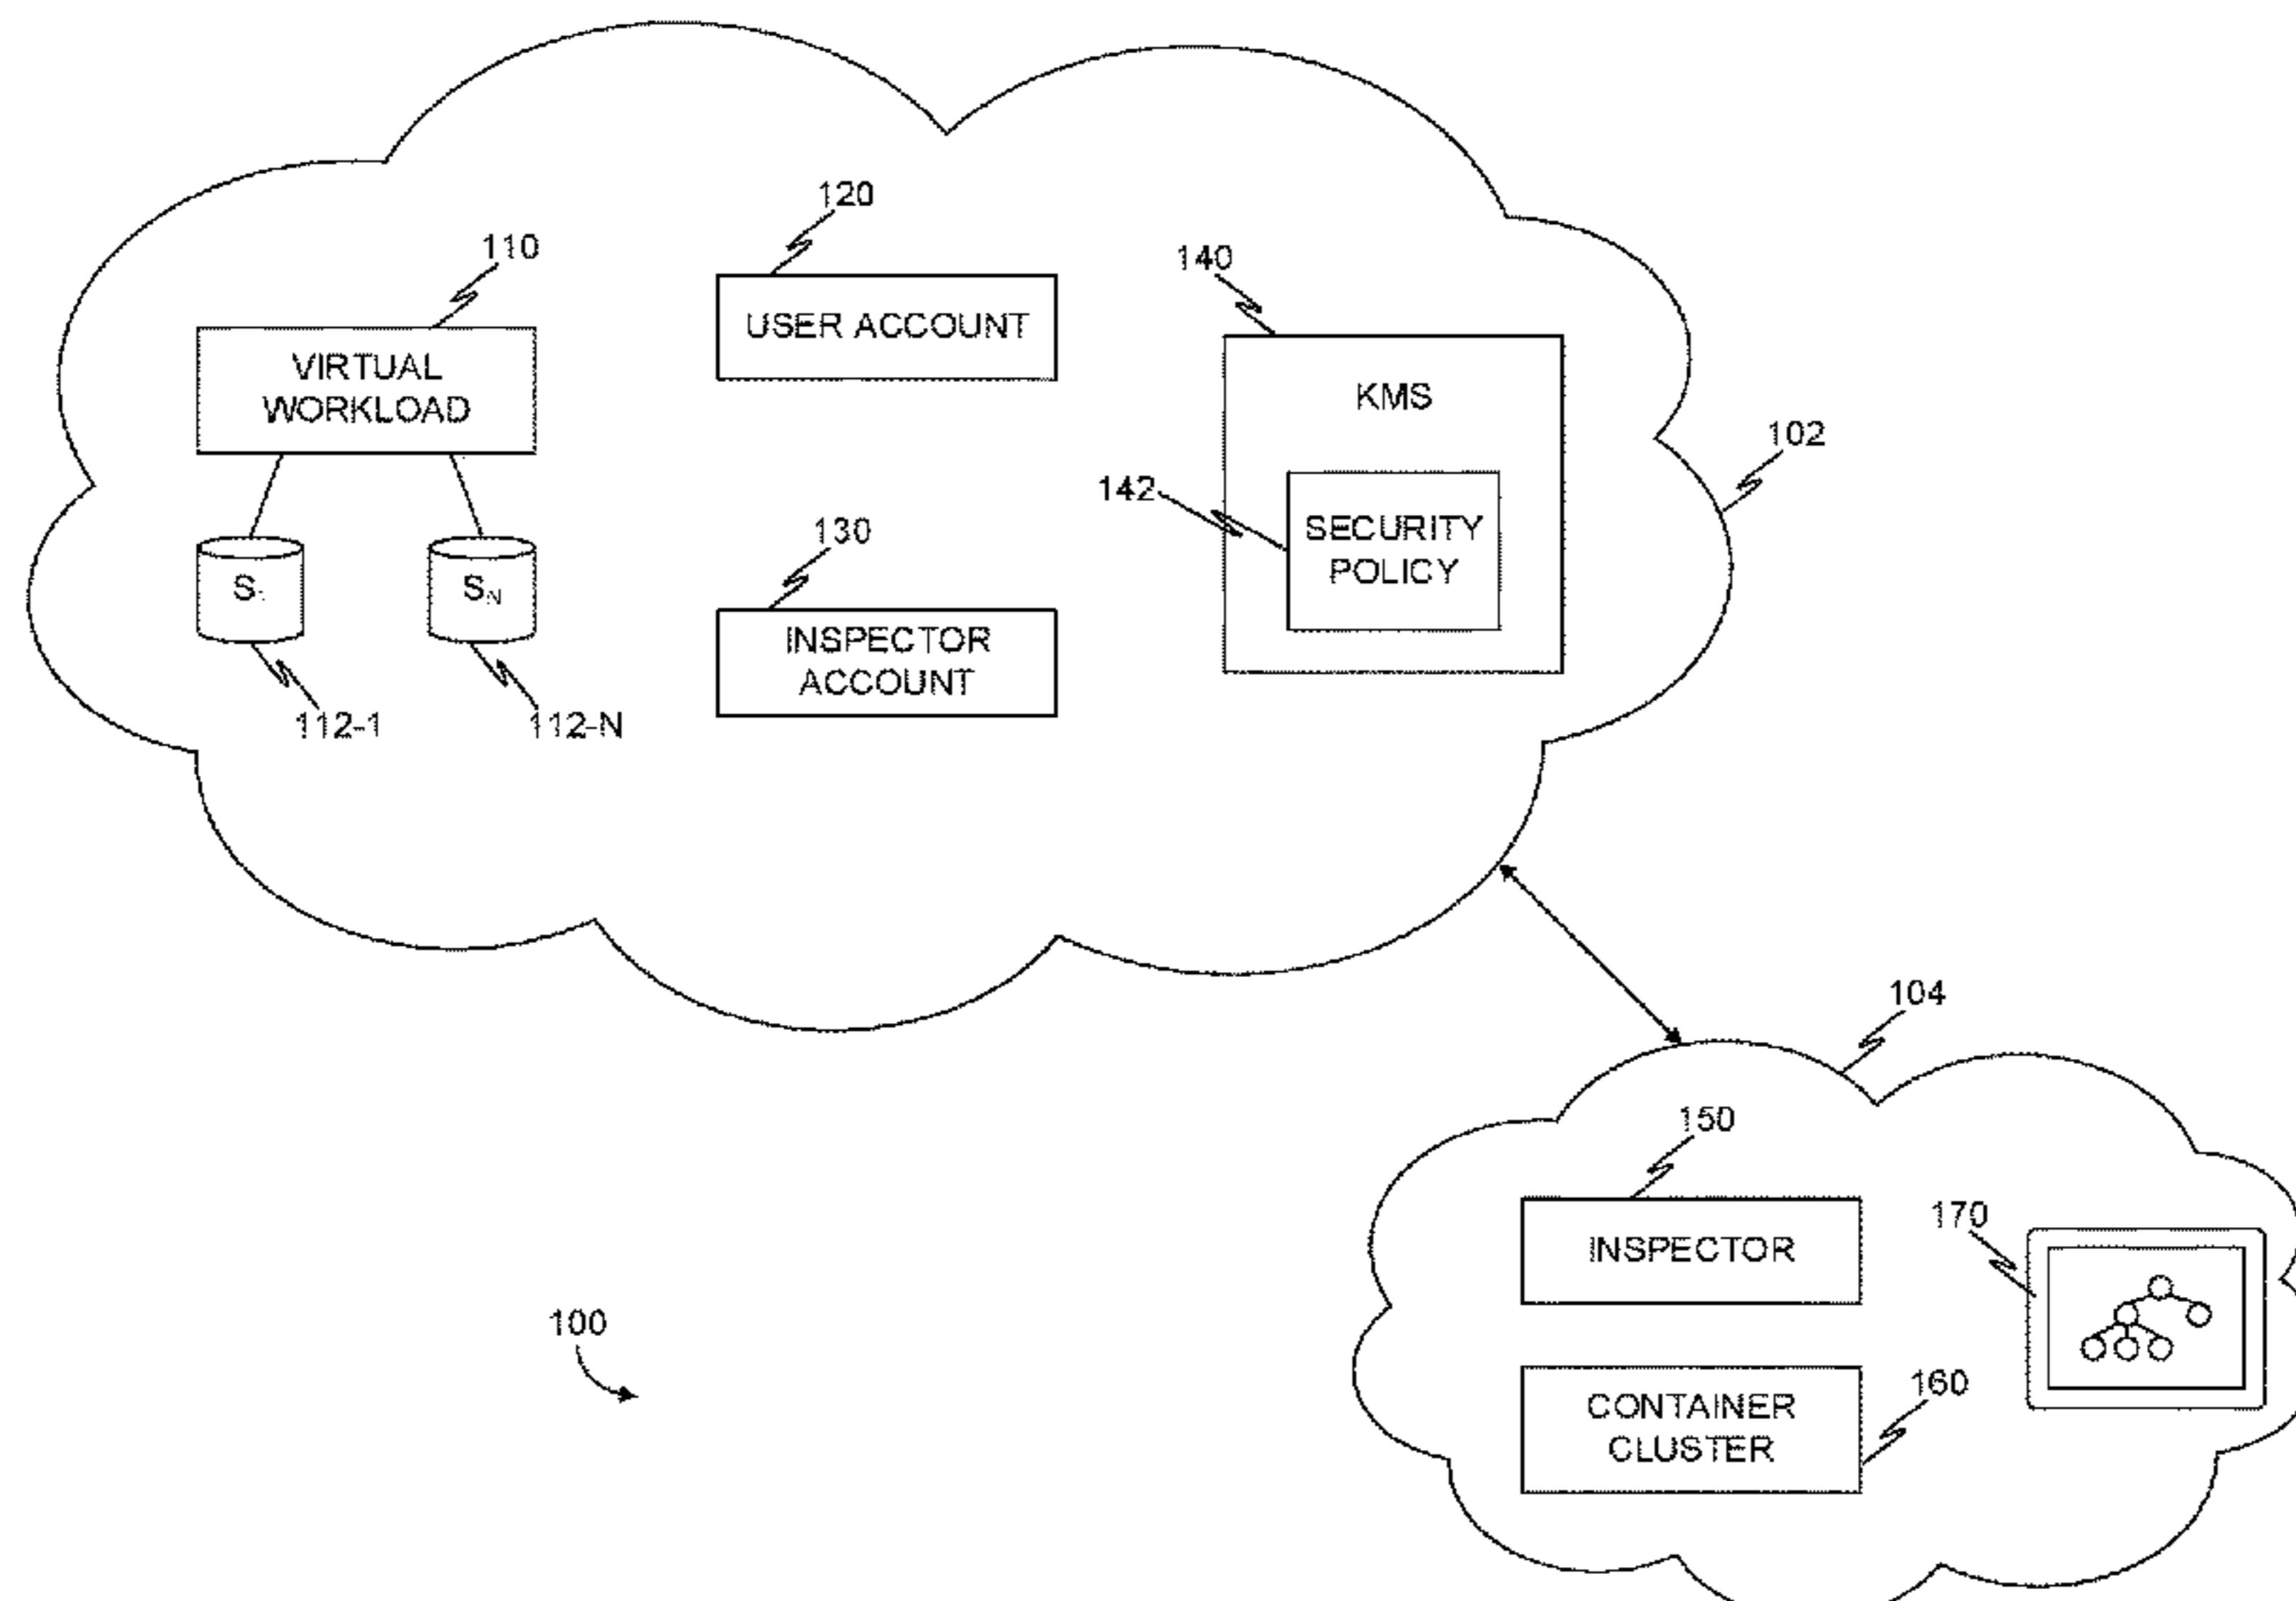 120
110
140
USER ACCOUNT
VIRTUAL
WORKLOAD
KMS
102
142
SECURITY
POLICY
130
S
SN
INSPECTOR
ACCOUNT
112-1
112-N
104
150
170
INSPECTOR
100
160
CONTAINER
CLUSTER